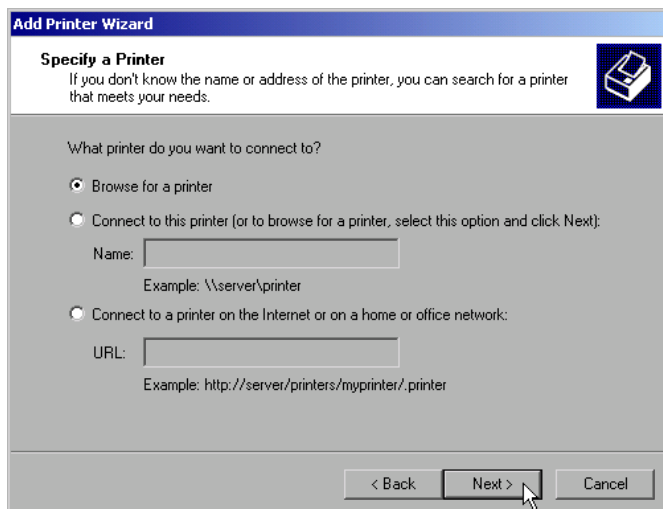 Add Printer Wizard
Specify a Printer
If you don't know the name or address of the printer, you can search for a printer
that meets your needs.
What printer do you want to connect to?
Browse for a printer
Connect to this printer (or to browse for a printer, select this option and click Next):
Name:
Example: \\server\printer
Connect to a printer on the Internet or on a home or office network:
URL:
Example: http://server/printers/myprinter/.printer
< Back Next > Cancel